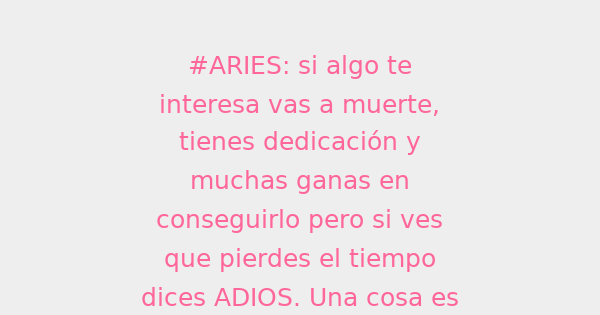 #ARIES: si algo te
interesa vas a muerte,
tienes dedicación y
muchas ganas en
conseguirlo pero si ves
que pierdes el tiempo
dices ADIOS. Una cosa es